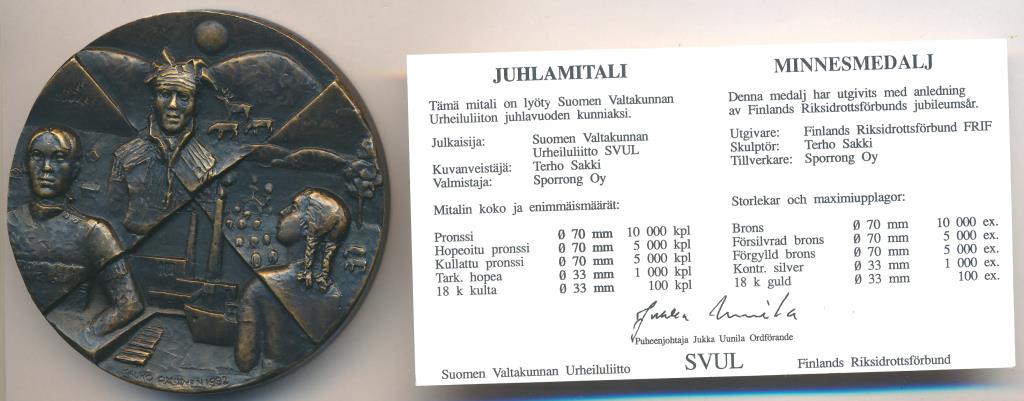 JUHLAMITALI
Tämä mitali on lyöty Suomen Valtakunnan
Urheiluliiton juhlavuoden kunniaksi.
Julkaisija: Suomen Valtakunnan
Urheiluliitto SVUL
Kuvanveistäjä: Terho Sakki
Valmistaja: Sporrong Oy
Mitalin koko ja enimmäismäärät:
Pronssi Ø 70 mm 10 000 kpl
Hopeoitu pronssi Ø 70 mm 5 000 kpl
Kullattu pronssi Ø 70 mm 5 000 kpl
Tark. hopea Ø 33 mm 1 000 kpl
18 k kulta Ø 33 mm 100 kpl
MINNESMEDALJ
Denna medalj har utgivits med anledning
av Finlands Riksidrottsförbunds jubileumsår.
Utgivare: Finlands Riksidrottsförbund FRIF
Skulptör: Terho Sakki
Tillverkare: Sporrong Oy
Storlekar och maximiupplagor:
Brons Ø 70 mm 10 000 ex.
Försilvrad brons Ø 70 mm 5 000 ex.
Förgylld brons Ø 70 mm 5 000 ex.
Kontr. silver Ø 33 mm 1 000 ex.
18 k guld Ø 33 mm 100 ex.
Jukka Uunila
Puheenjohtaja Jukka Uunila Ordförande
Suomen Valtakunnan Urheiluliitto SVUL Finlands Riksidrottsförbund
1992